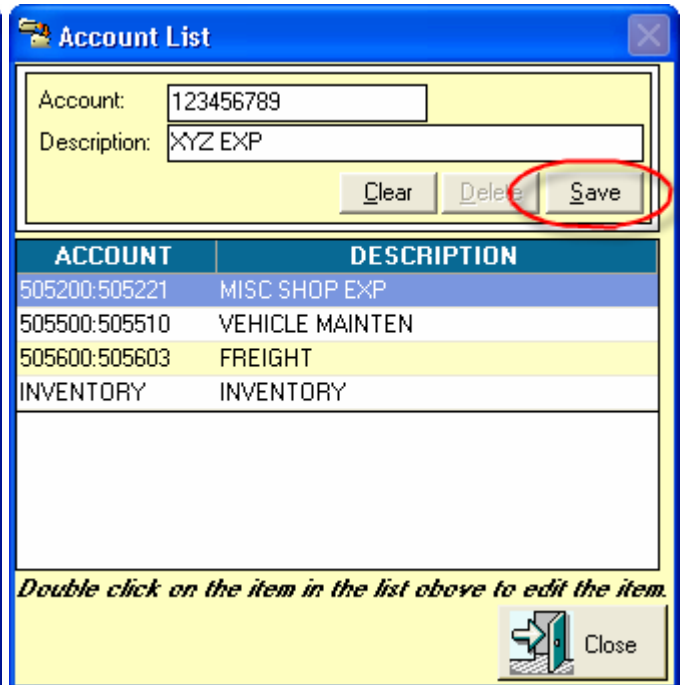 Account List
Account: 123456789
Description: XYZ EXP
Clear Delete Save
ACCOUNT DESCRIPTION
505200:505221 MISC SHOP EXP
505500:505510 VEHICLE MAINTEN
505600:505603 FREIGHT
INVENTORY INVENTORY
Double click on the item in the list above to edit the item.
Close